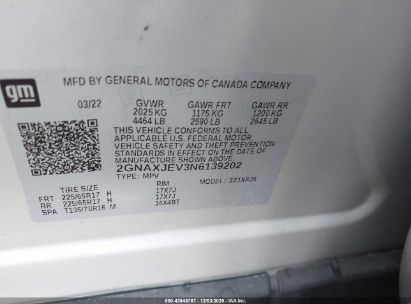 gm
MFD BY GENERAL MOTORS OF CANADA COMPANY
03/22 GVWR GAWR FRT GAWR RR
2025 KG 1175 KG 1200 KG
4464 LB 2590 LB 2645 LB
THIS VEHICLE CONFORMS TO ALL
APPLICABLE U.S. FEDERAL MOTOR
VEHICLE SAFETY AND THEFT PREVENTION
STANDARDS IN EFFECT ON THE DATE OF
MANUFACTURE SHOWN ABOVE.
2GNAXJEV3N6139202
TYPE: MPV MODEL: 321XR26
TIRE SIZE RIM
FRT 225/65R17 H 17X7J
RR 225/65R17 H 17X7J
SPA T135/70R16 M 16X4BT